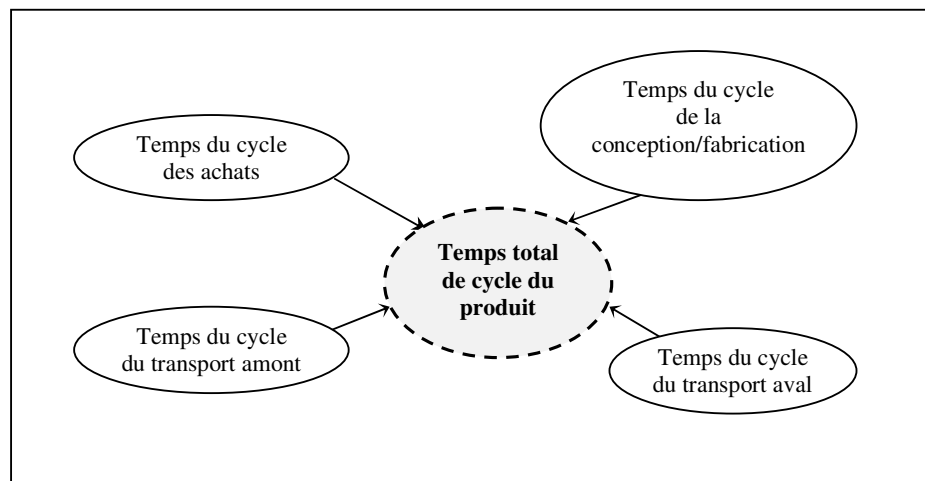 Temps du cycle
des achats
Temps du cycle
de la
conception/fabrication
Temps total
de cycle du
produit
Temps du cycle
du transport amont
Temps du cycle
du transport aval